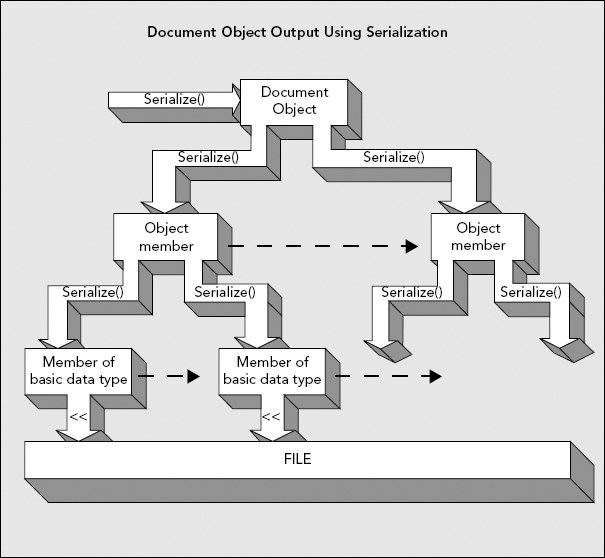 Document Object Output Using Serialization
Serialize()
Document
Object
Serialize()
Serialize()
Object
member
Object
member
Serialize()
Serialize()
Serialize()
Serialize()
Member of
basic data type
Member of
basic data type
<<
<<
FILE